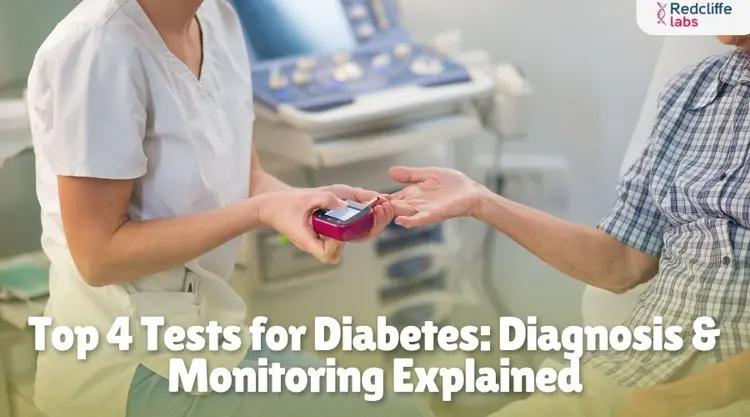 Redcliffe
labs
Top 4 Tests for Diabetes: Diagnosis &
Monitoring Explained